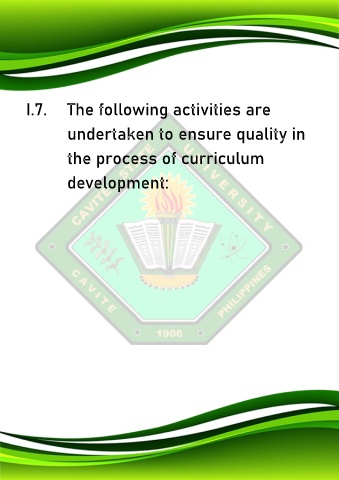 I.7. The following activities are
undertaken to ensure quality in
the process of curriculum
development:
CAVITE STATE UNIVERSITY
CAVITE
PHILIPPINES
1906